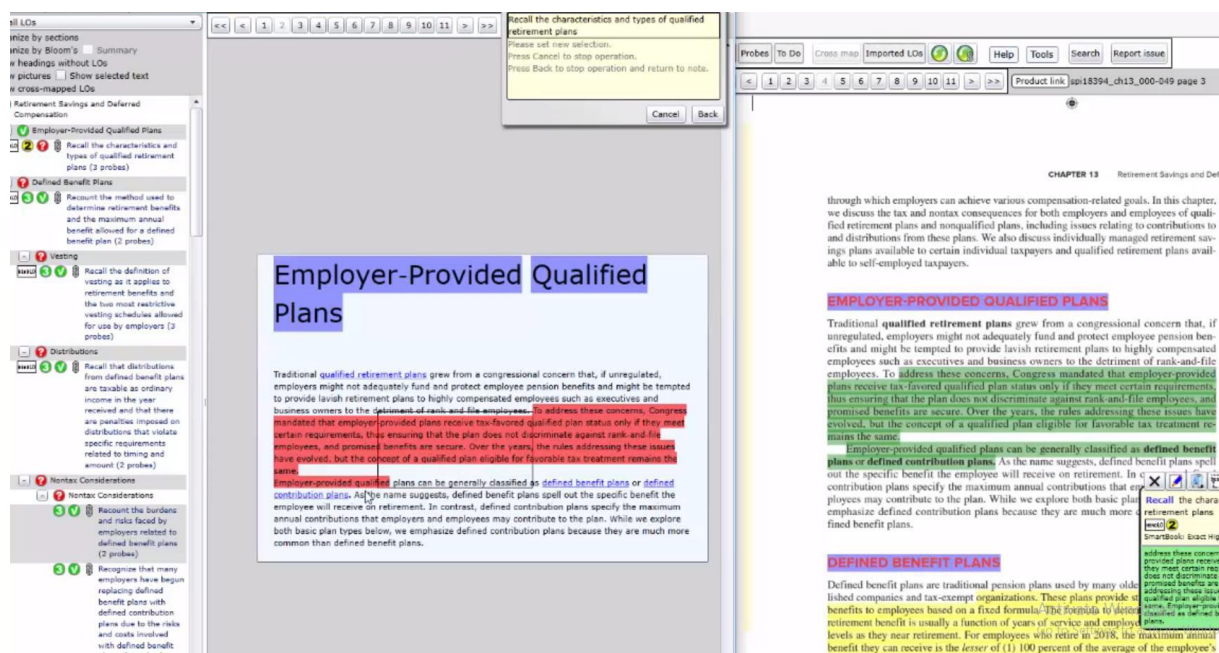 all LOs
anize by sections
anize by Bloom's Summary
w headings without LOs
w pictures Show selected text
w cross-mapped LOs
Retirement Savings and Deferred
Compensation
Employer-Provided Qualified Plans
2 ? Recall the characteristics and
types of qualified retirement
plans (3 probes)
? Defined Benefit Plans
3 Recount the method used to
determine retirement benefits
and the maximum annual
benefit allowed for a defined
benefit plan (2 probes)
? Vesting
3 Recall the definition of
vesting as it applies to
retirement benefits and
the two most restrictive
vesting schedules allowed
for use by employers (3
probes)
? Distributions
3 Recall that distributions
from defined benefit plans
are taxable as ordinary
income in the year
received and that there
are penalties imposed on
distributions that violate
specific requirements
related to timing and
amount (2 probes)
? Nontax Considerations
? Nontax Considerations
3 Recount the burdens
and risks faced by
employers related to
defined benefit plans
(2 probes)
3 Recognize that many
employers have begun
replacing defined
benefit plans with
defined contribution
plans due to the risks
and costs involved
with defined benefit
<< < 1 2 3 4 5 6 7 8 9 10 11 > >>
Recall the characteristics and types of qualified
retirement plans
Please set new selection.
Press Cancel to stop operation.
Press Back to stop operation and return to note.
Cancel Back
Employer-Provided Qualified
Plans
Traditional qualified retirement plans grew from a congressional concern that, if unregulated,
employers might not adequately fund and protect employee pension benefits and might be tempted
to provide lavish retirement plans to highly compensated employees such as executives and
business owners to the detriment of rank and file employees. To address these concerns, Congress
mandated that employer-provided plans receive tax-favored qualified plan status only if they meet
certain requirements, thus ensuring that the plan does not discriminate against rank-and-file
employees, and promised benefits are secure. Over the years, the rules addressing these issues
have evolved, but the concept of a qualified plan eligible for favorable tax treatment remains the
same.
Employer-provided qualified plans can be generally classified as defined benefit plans or defined
contribution plans. As the name suggests, defined benefit plans spell out the specific benefit the
employee will receive on retirement. In contrast, defined contribution plans specify the maximum
annual contributions that employers and employees may contribute to the plan. While we explore
both basic plan types below, we emphasize defined contribution plans because they are much more
common than defined benefit plans.
Probes To Do Cross map Imported LOs Help Tools Search Report issue
< 1 2 3 4 5 6 7 8 9 10 11 > >> Product link spi18394_ch13_000-049 page 3
CHAPTER 13 Retirement Savings and Def
through which employers can achieve various compensation-related goals. In this chapter,
we discuss the tax and nontax consequences for both employers and employees of quali-
fied retirement plans and nonqualified plans, including issues relating to contributions to
and distributions from these plans. We also discuss individually managed retirement sav-
ings plans available to certain individual taxpayers and qualified retirement plans avail-
able to self-employed taxpayers.
EMPLOYER-PROVIDED QUALIFIED PLANS
Traditional qualified retirement plans grew from a congressional concern that, if
unregulated, employers might not adequately fund and protect employee pension ben-
efits and might be tempted to provide lavish retirement plans to highly compensated
employees such as executives and business owners to the detriment of rank-and-file
employees. To address these concerns, Congress mandated that employer-provided
plans receive tax-favored qualified plan status only if they meet certain requirements,
thus ensuring that the plan does not discriminate against rank-and-file employees, and
promised benefits are secure. Over the years, the rules addressing these issues have
evolved, but the concept of a qualified plan eligible for favorable tax treatment re-
mains the same.
Employer-provided qualified plans can be generally classified as defined benefit
plans or defined contribution plans. As the name suggests, defined benefit plans spell
out the specific benefit the employee will receive on retirement. In c
contribution plans specify the maximum annual contributions that em
ployees may contribute to the plan. While we explore both basic plan
emphasize defined contribution plans because they are much more c
fined benefit plans.
Recall the chara
retirement plans
2
SmartBook: Exact Hig
address these concern
provided plans receive
they meet certain req
does not discriminate
promised benefits are
addressing these issue
qualified plan eligible
same. Employer-provi
classified as defined b
plans.
DEFINED BENEFIT PLANS
Defined benefit plans are traditional pension plans used by many olde
lished companies and tax-exempt organizations. These plans provide st
benefits to employees based on a fixed formula. The formula to deter
retirement benefit is usually a function of years of service and employe
levels as they near retirement. For employees who retire in 2018, the maximum annual
benefit they can receive is the lesser of (1) 100 percent of the average of the employee's